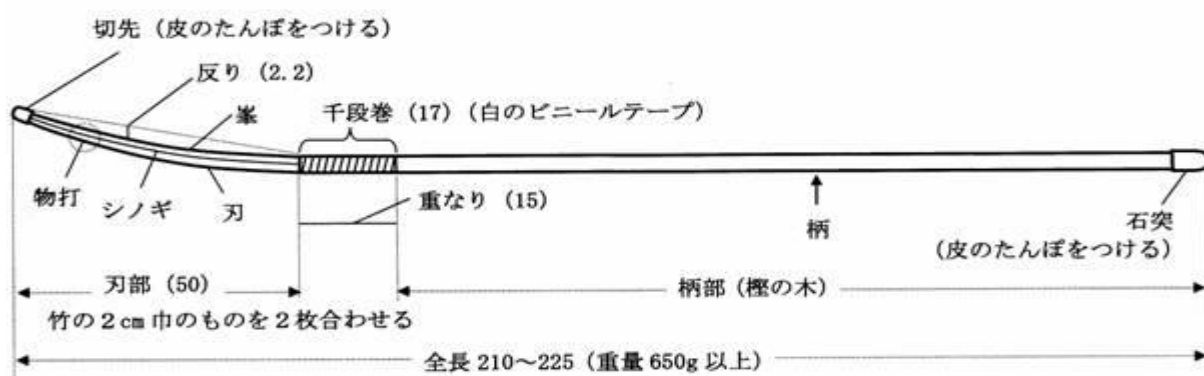 切先（皮のたんぽをつける）
反り（2.2）
峯
千段巻（17）（白のビニールテープ）
物打
シノギ
刃
重なり（15）
柄
石突
（皮のたんぽをつける）
刃部（50）
柄部（樫の木）
竹の２㎝巾のものを２枚合わせる
全長 210～225（重量 650g 以上）